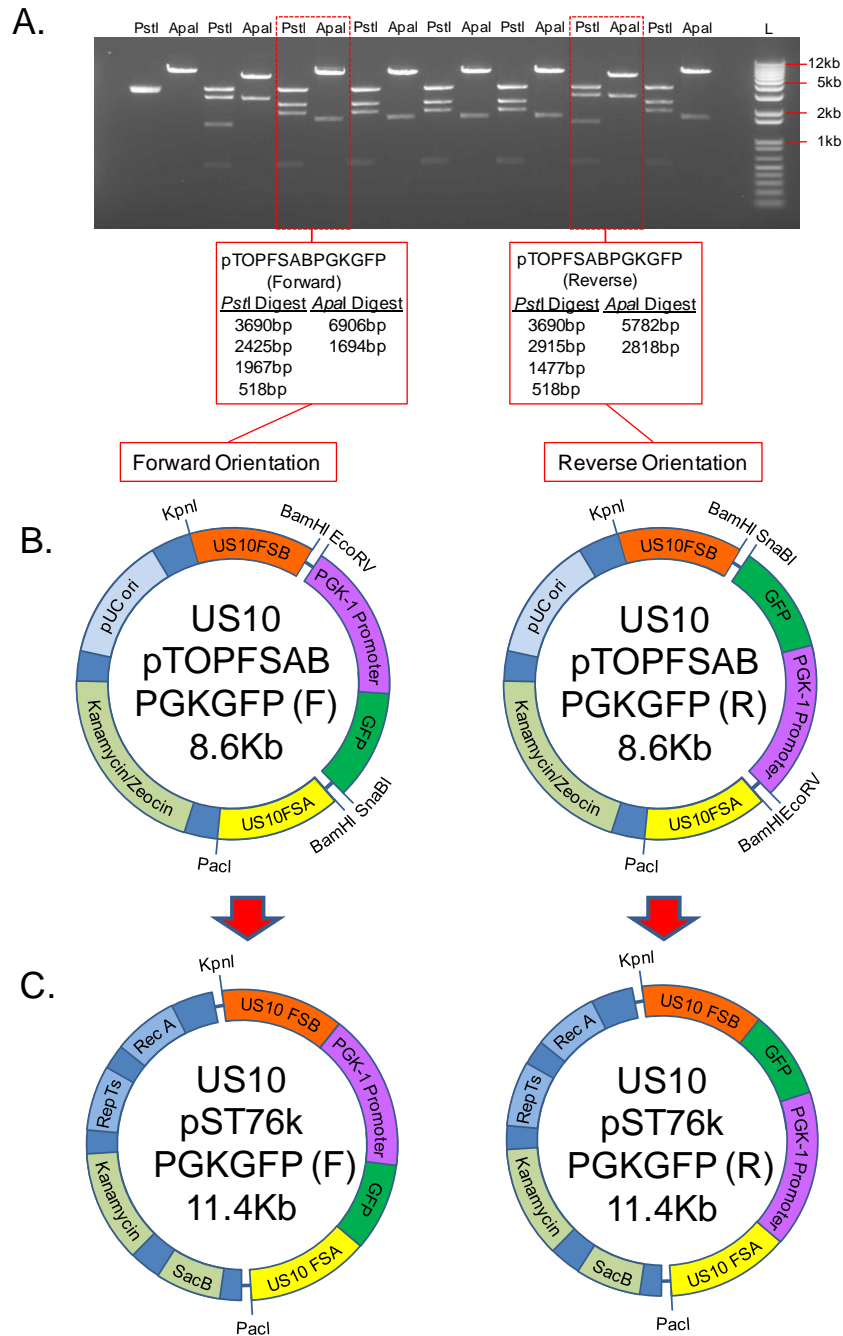 A.
PstI ApaI PstI ApaI PstI ApaI PstI ApaI PstI ApaI PstI ApaI PstI ApaI PstI ApaI L
12kb
5kb
2kb
1kb
pTOPFSABPGKGFP
(Forward)
PstI Digest ApaI Digest
3690bp 6906bp
2425bp 1694bp
1967bp
518bp
pTOPFSABPGKGFP
(Reverse)
PstI Digest ApaI Digest
3690bp 5782bp
2915bp 2818bp
1477bp
518bp
Forward Orientation
Reverse Orientation
B.
KpnI
BamHI EcoRV
US10FSB
pUC ori
PGK-1 Promoter
US10
pTOPFSAB
PGKGFP (F)
8.6Kb
Kanamycin/Zeocin
GFP
US10FSA
BamHI SnaBI
PacI
KpnI
BamHI SnaBI
US10FSB
pUC ori
GFP
US10
pTOPFSAB
PGKGFP (R)
8.6Kb
Kanamycin/Zeocin
PGK-1 Promoter
US10FSA
BamHIEcoRV
PacI
C.
KpnI
US10 FSB
Rec A
PGK-1 Promoter
RepTs
US10
pST76k
PGKGFP (F)
11.4Kb
Kanamycin
GFP
SacB
US10 FSA
PacI
KpnI
US10 FSB
Rec A
GFP
RepTs
US10
pST76k
PGKGFP (R)
11.4Kb
Kanamycin
PGK-1 Promoter
SacB
US10 FSA
PacI